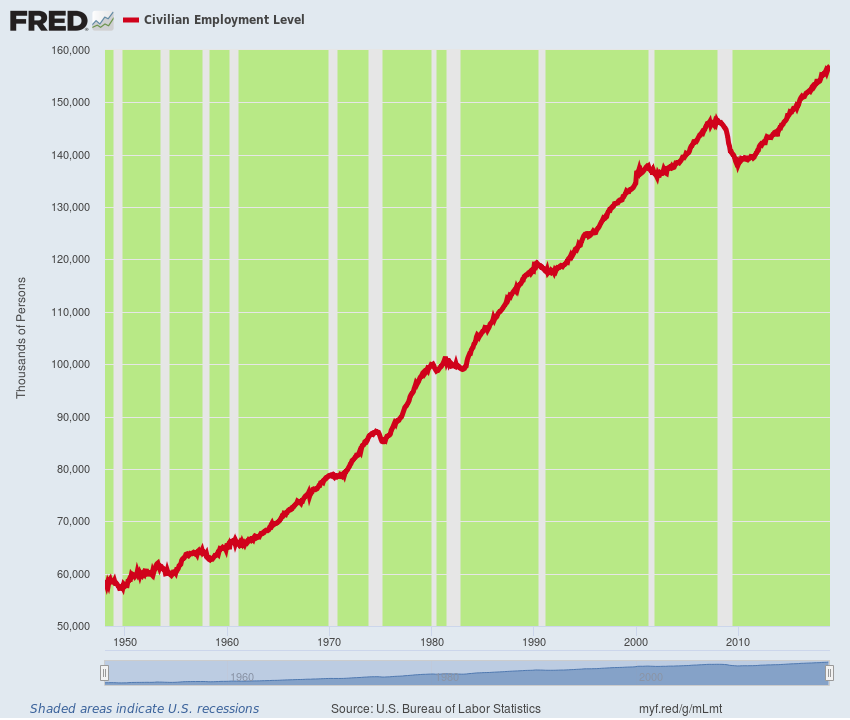 FRED
Civilian Employment Level
160,000
150,000
140,000
130,000
120,000
110,000
100,000
90,000
80,000
70,000
60,000
50,000
Thousands of Persons
1950 1960 1970 1980 1990 2000 2010
1960 1980 2000
Shaded areas indicate U.S. recessions Source: U.S. Bureau of Labor Statistics myf.red/g/mLmt